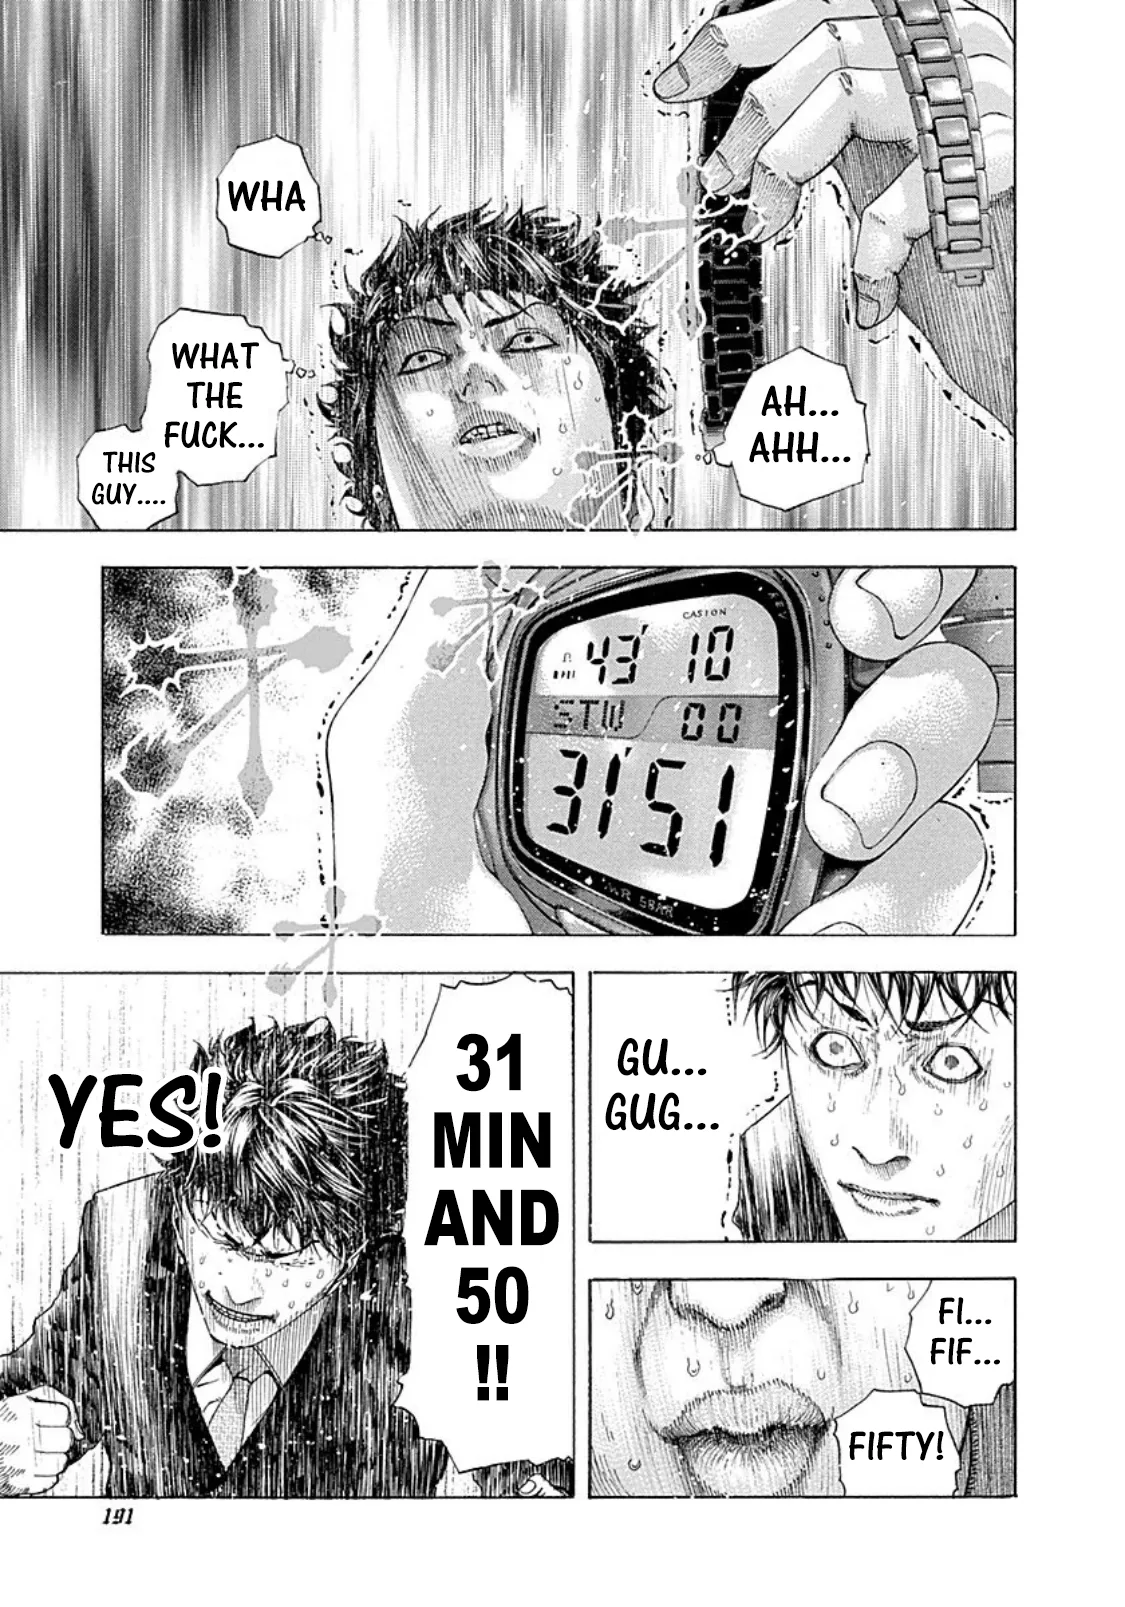 AH...
AHH...
WHA
WHAT
THE
FUCK...
THIS
GUY....
CASION
43' 10
STW 00
31' 51
GU...
GUG...
FI...
FIF...
FIFTY!
31
MIN
AND
50
!!
YES!
191